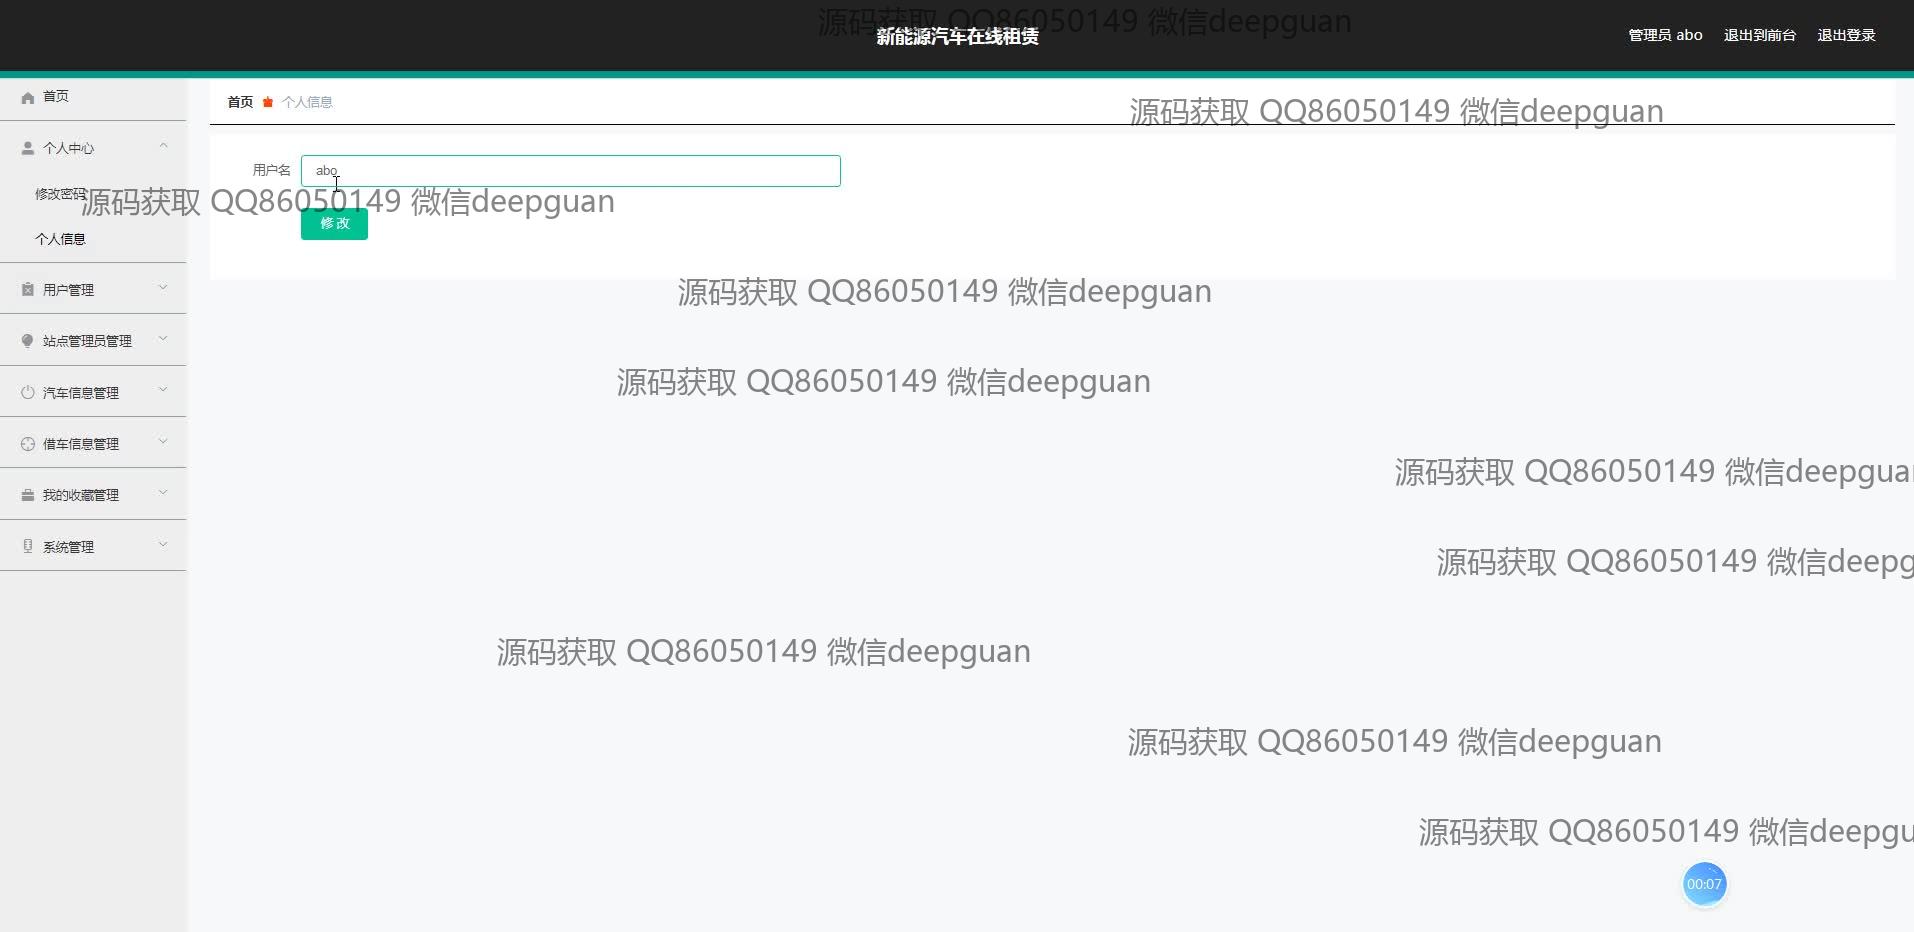 源码获取 QQ86050149 微信deepguan
新能源汽车在线租赁
管理员 abo
退出到前台
退出登录
首页
个人中心
修改密码
个人信息
用户管理
站点管理员管理
汽车信息管理
借车信息管理
我的收藏管理
系统管理
首页 个人信息
源码获取 QQ86050149 微信deepguan
用户名 abo
源码获取 QQ86050149 微信deepguan
修改
源码获取 QQ86050149 微信deepguan
源码获取 QQ86050149 微信deepguan
源码获取 QQ86050149 微信deepgua
源码获取 QQ86050149 微信deepg
源码获取 QQ86050149 微信deepguan
源码获取 QQ86050149 微信deepguan
源码获取 QQ86050149 微信deepgu
00:07